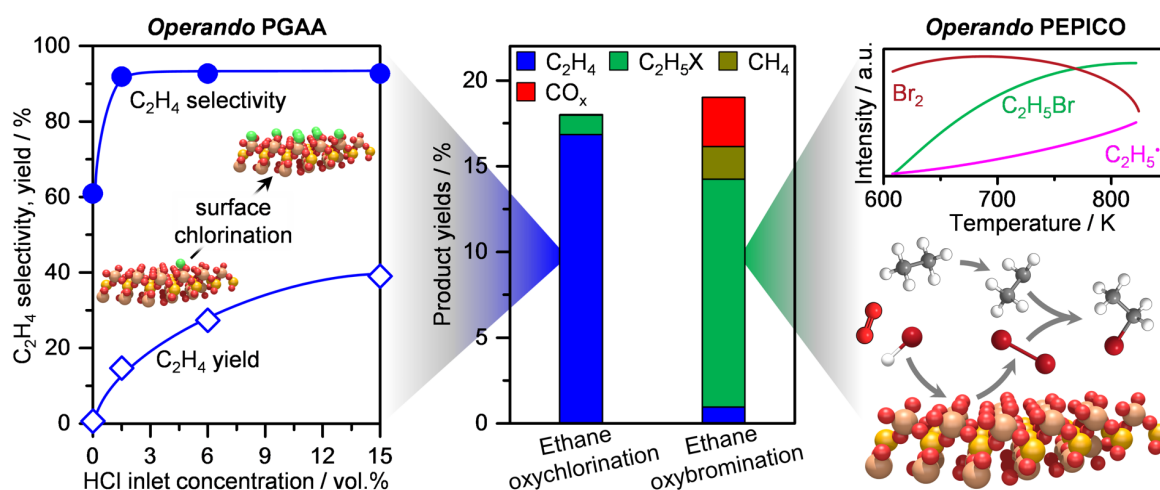 Operando PGAA
100
80
60
40
20
0
C₂H₄ selectivity, yield / %
C₂H₄ selectivity
surface
chlorination
C₂H₄ yield
0 3 6 9 12 15
HCl inlet concentration / vol.%
20
15
10
5
0
Product yields / %
C₂H₄ C₂H₅X CH₄
COₓ
Ethane
oxychlorination
Ethane
oxybromination
Operando PEPICO
Intensity / a.u.
Br₂
C₂H₅Br
C₂H₅•
600 700 800
Temperature / K